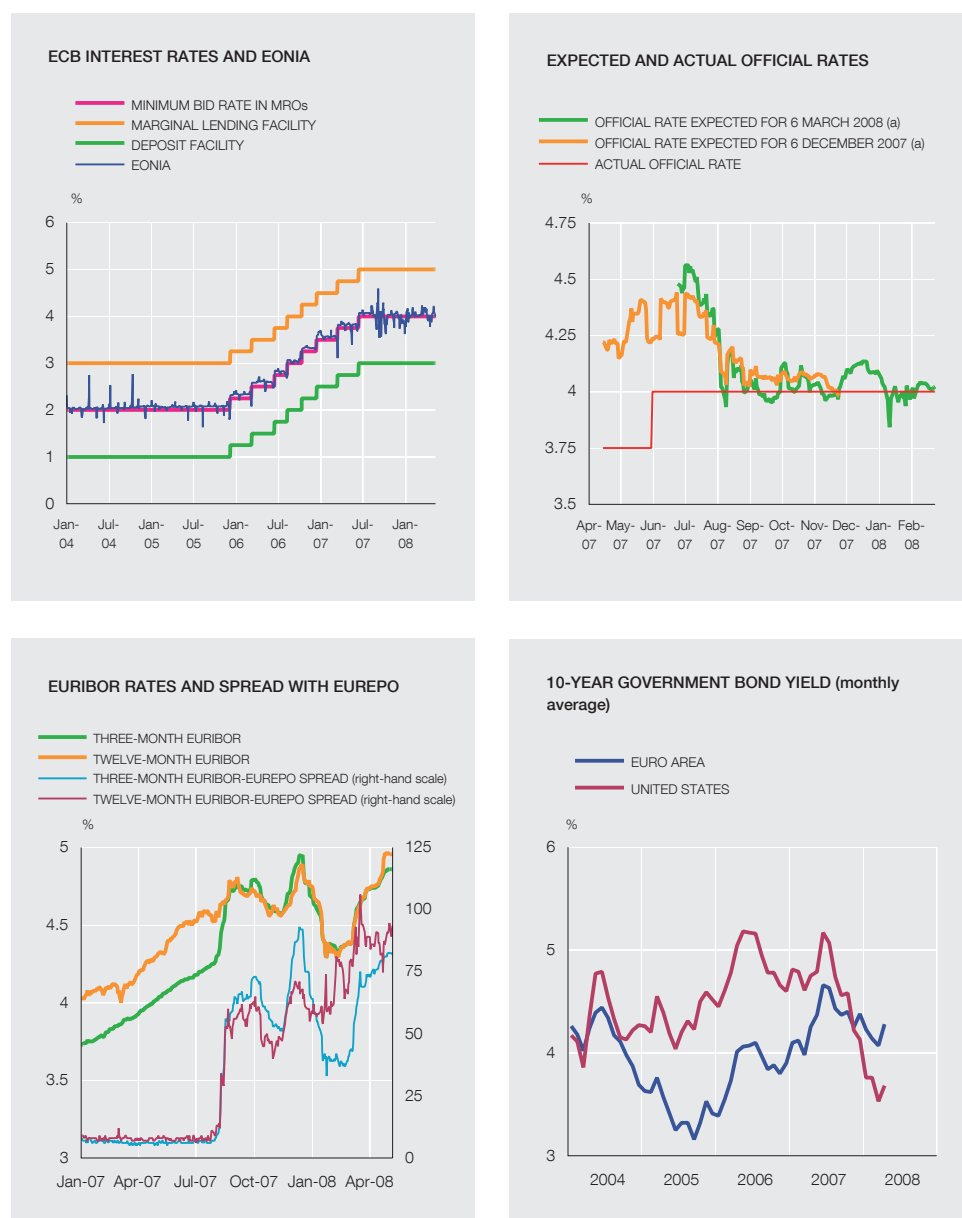 ECB INTEREST RATES AND EONIA
MINIMUM BID RATE IN MROs
MARGINAL LENDING FACILITY
DEPOSIT FACILITY
EONIA
%
6
5
4
3
2
1
0
Jan- Jul- Jan- Jul- Jan- Jul- Jan- Jul- Jan-
04 04 05 05 06 06 07 07 08
EXPECTED AND ACTUAL OFFICIAL RATES
OFFICIAL RATE EXPECTED FOR 6 MARCH 2008 (a)
OFFICIAL RATE EXPECTED FOR 6 DECEMBER 2007 (a)
ACTUAL OFFICIAL RATE
%
4.75
4.5
4.25
4
3.75
3.5
Apr- May- Jun- Jul- Aug- Sep- Oct- Nov- Dec- Jan- Feb-
07 07 07 07 07 07 07 07 07 08 08
EURIBOR RATES AND SPREAD WITH EUREPO
THREE-MONTH EURIBOR
TWELVE-MONTH EURIBOR
THREE-MONTH EURIBOR-EUREPO SPREAD (right-hand scale)
TWELVE-MONTH EURIBOR-EUREPO SPREAD (right-hand scale)
%
5 125
100
4.5
75
4
50
3.5
25
3 0
Jan-07 Apr-07 Jul-07 Oct-07 Jan-08 Apr-08
10-YEAR GOVERNMENT BOND YIELD (monthly
average)
EURO AREA
UNITED STATES
%
6
5
4
3
2004 2005 2006 2007 2008